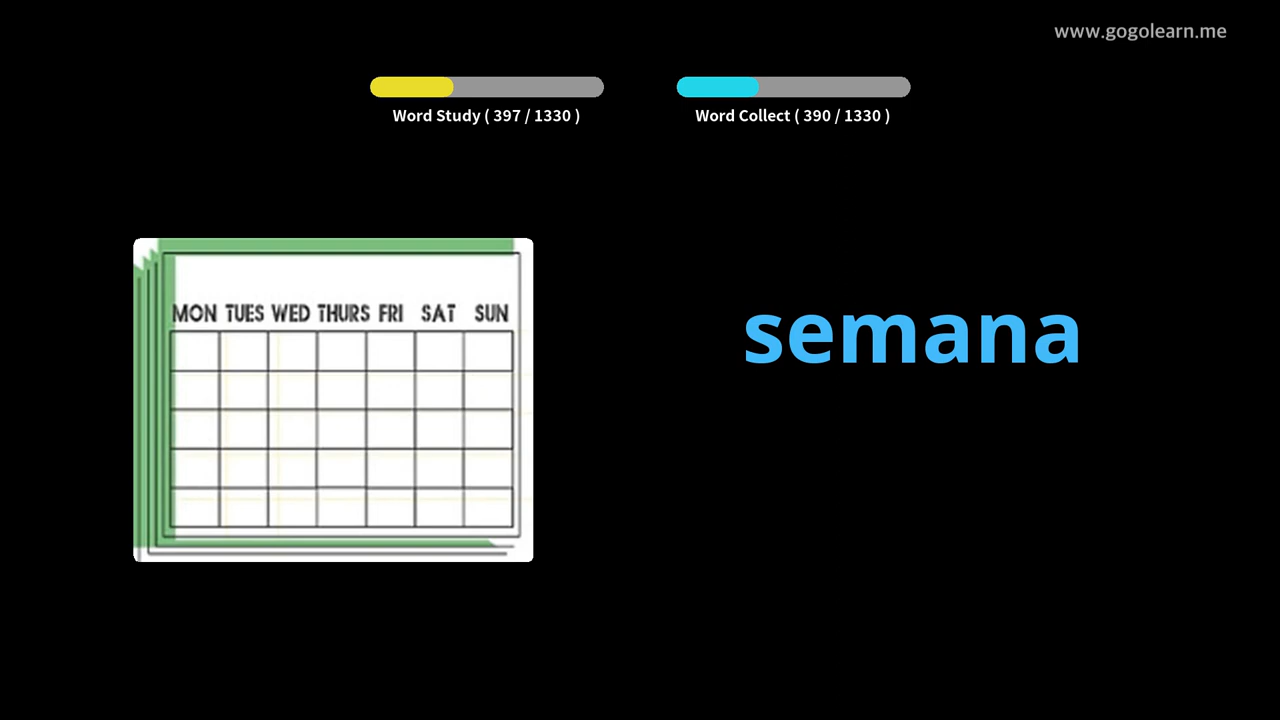 www.gogolearn.me
Word Study ( 397 / 1330 )
Word Collect ( 390 / 1330 )
MON TUES WED THURS FRI SAT SUN
semana